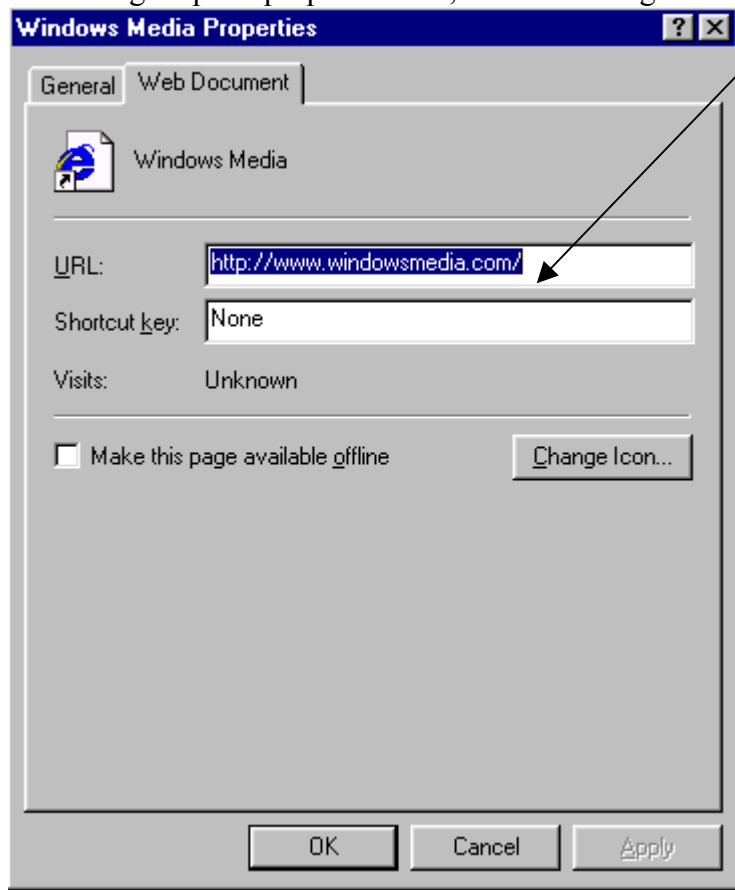 Windows Media Properties
General Web Document
Windows Media
URL: http://www.windowsmedia.com/
Shortcut key: None
Visits: Unknown
Make this page available offline Change Icon...
OK Cancel Apply